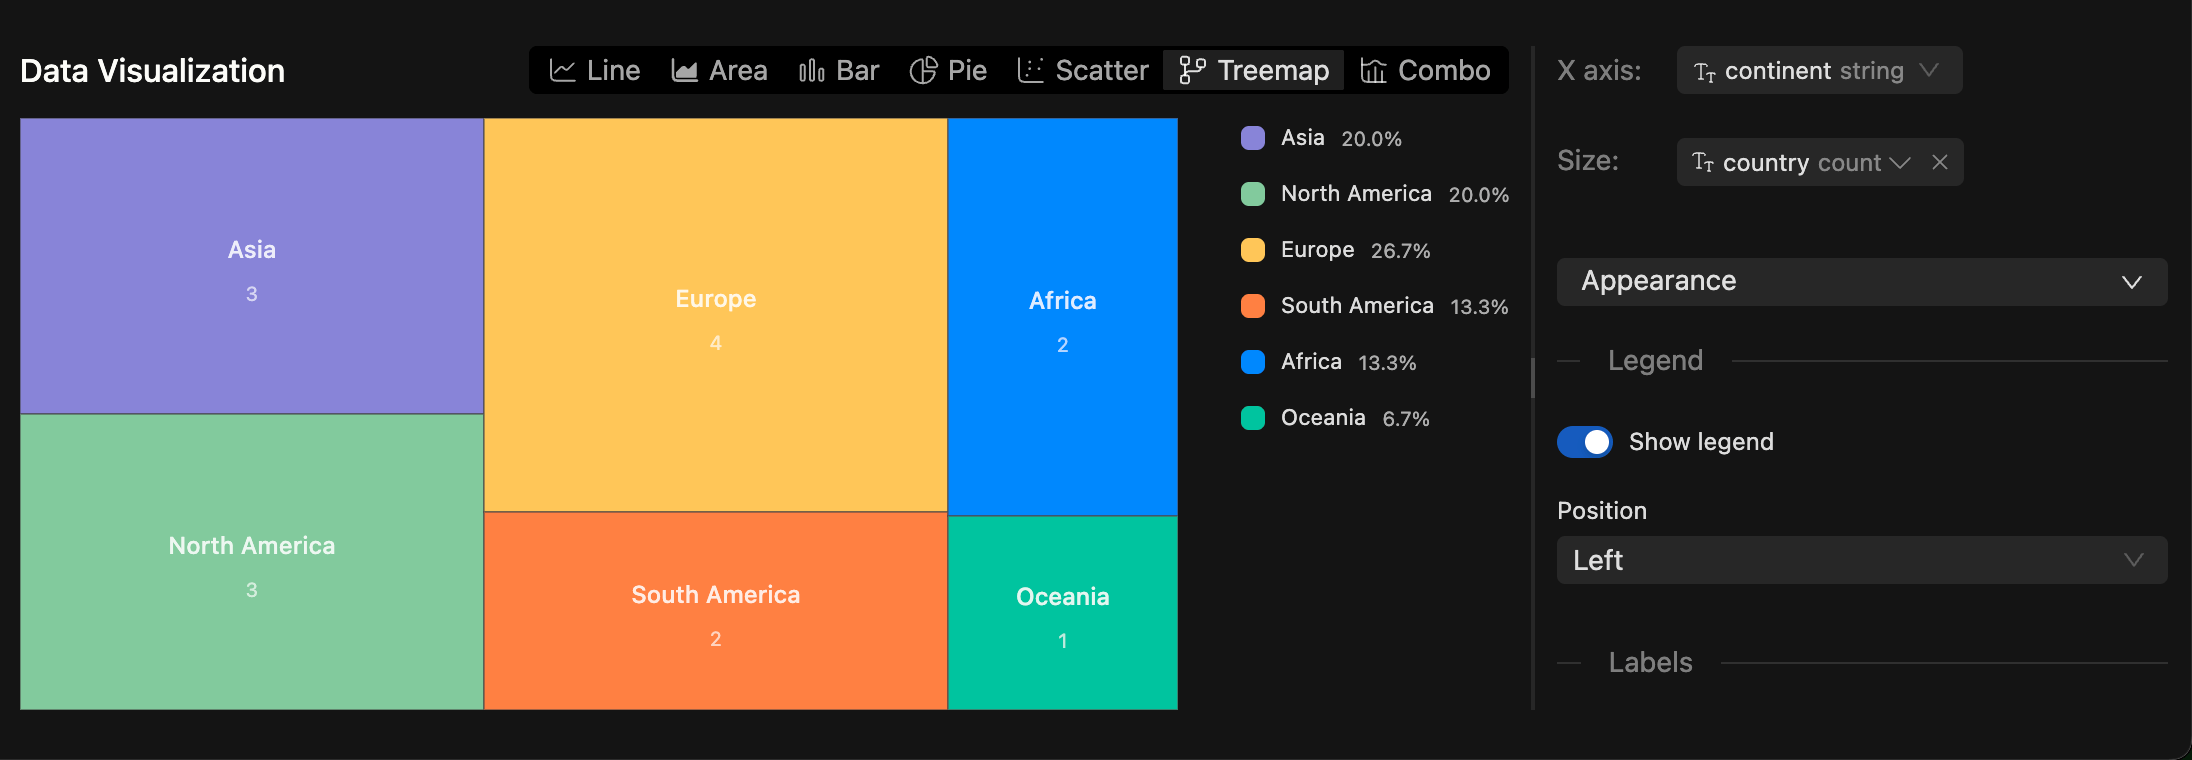 Data Visualization
Line
Area
Bar
Pie
Scatter
Treemap
Combo
Asia
3
North America
3
Europe
4
South America
2
Africa
2
Oceania
1
Asia 20.0%
North America 20.0%
Europe 26.7%
South America 13.3%
Africa 13.3%
Oceania 6.7%
X axis: continent string
Size: country count
Appearance
Legend
Show legend
Position
Left
Labels